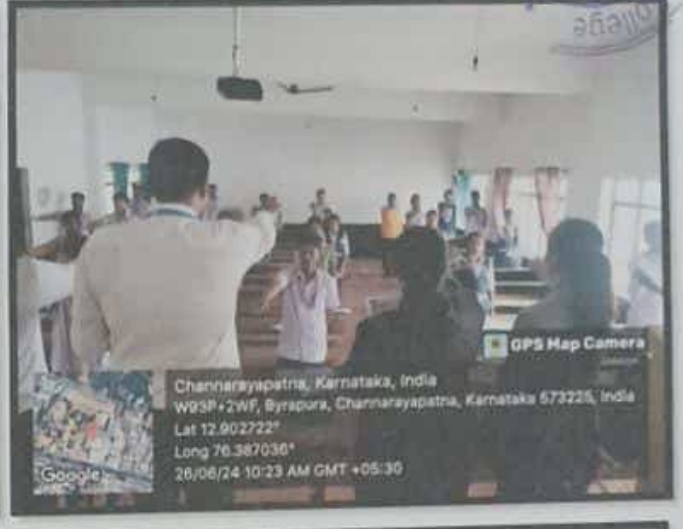 ollege
GPS Map Camera
Channarayapatna, Karnataka, India
W93P+2WF, Byrapura, Channarayapatna, Karnataka 573225, India
Lat 12.902722°
Long 76.387036°
26/06/24 10:23 AM GMT +05:30
Google